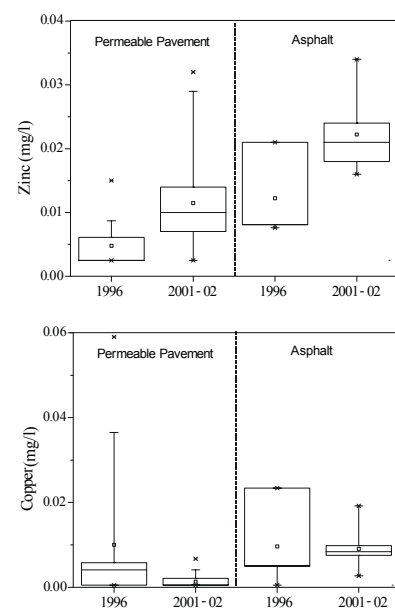 0.04
Permeable Pavement
Asphalt
0.03
0.02
0.01
0.00
Zinc (mg/l)
1996
2001-02
1996
2001-02
0.06
Permeable Pavement
Asphalt
0.04
0.02
0.00
Copper(mg/l)
1996
2001-02
1996
2001-02